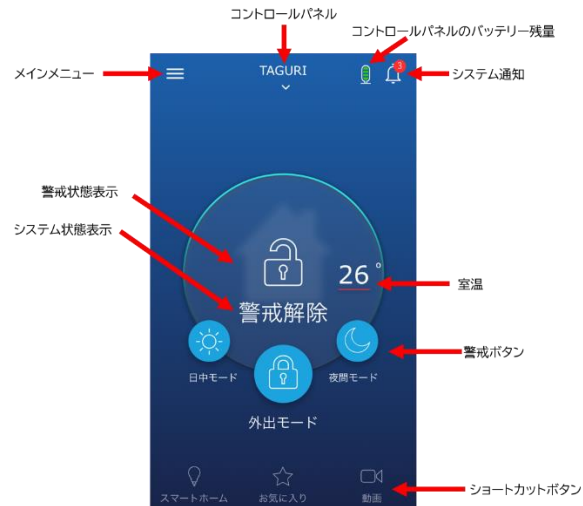 コントロールパネル
コントロールパネルのバッテリー残量
メインメニュー
TAGURI
3
システム通知
警戒状態表示
システム状態表示
26°
室温
警戒解除
日中モード
夜間モード
警戒ボタン
外出モード
スマートホーム
お気に入り
動画
ショートカットボタン